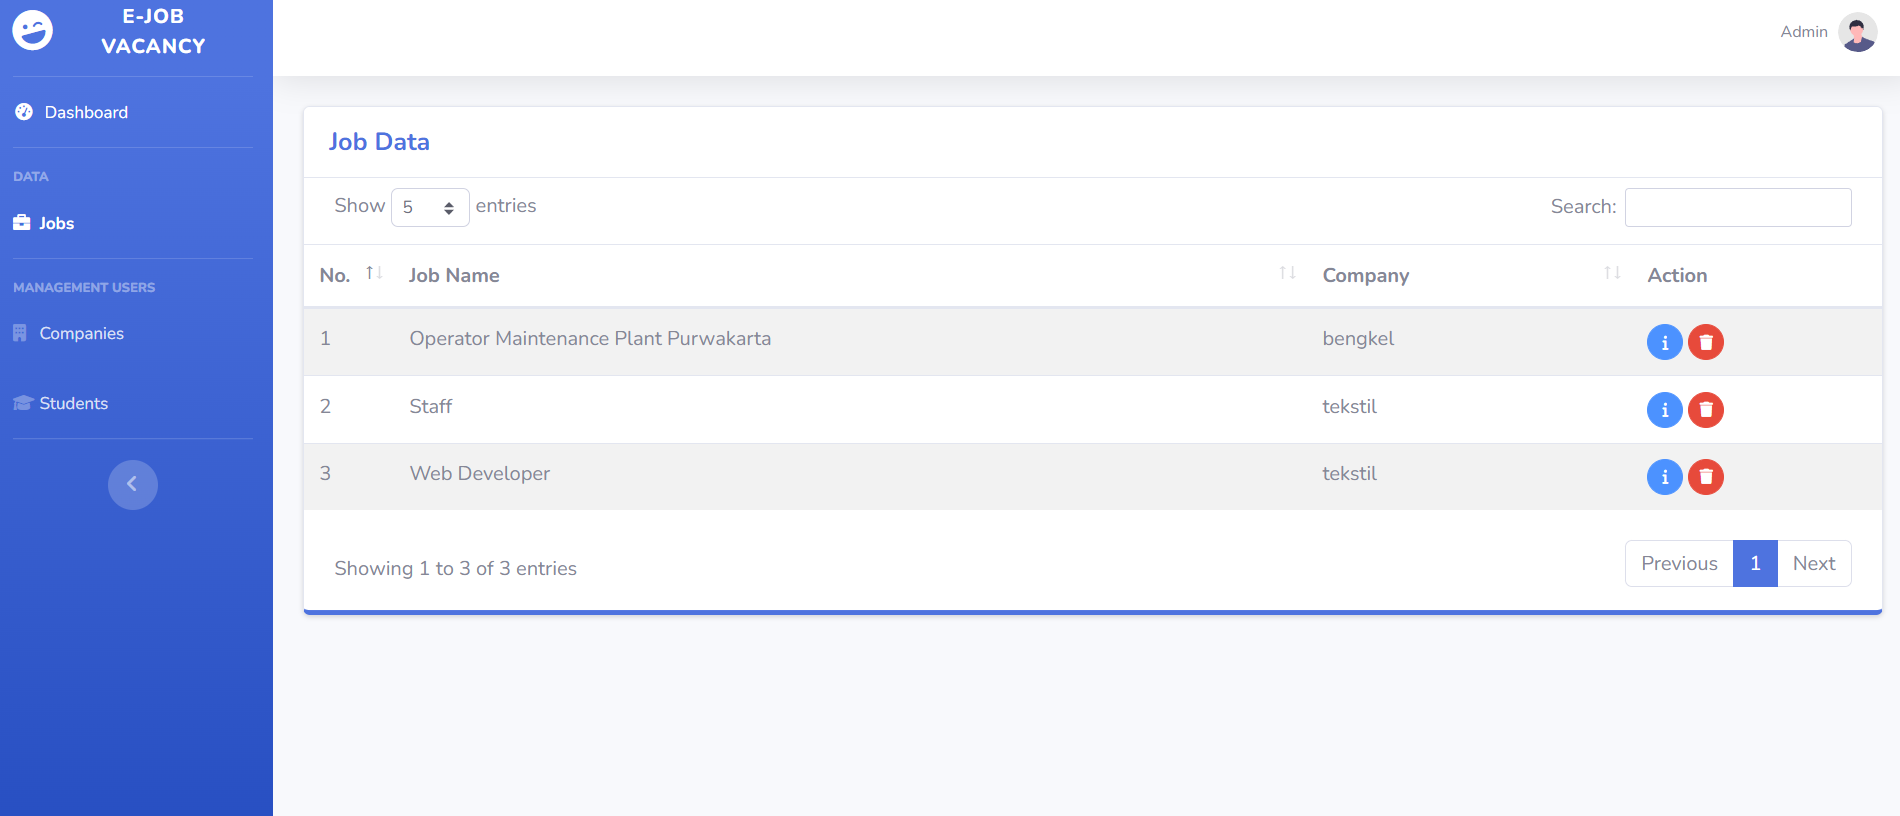 E-JOB
VACANCY
Admin
Dashboard
DATA
Jobs
MANAGEMENT USERS
Companies
Students
Job Data
Show 5 entries
Search:
No. Job Name Company Action
1 Operator Maintenance Plant Purwakarta bengkel
2 Staff tekstil
3 Web Developer tekstil
Showing 1 to 3 of 3 entries
Previous 1 Next